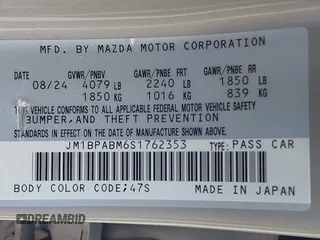 MFD. BY MAZDA MOTOR CORPORATION
GVWR/PNBV GAWR/PNBE FRT GAWR/PNBE RR
08/24 4079 LB 2240 LB 1850 LB
1850 KG 1016 KG 839 KG
THIS VEHICLE CONFORMS TO ALL APPLICABLE FEDERAL MOTOR VEHICLE SAFETY,
BUMPER, AND THEFT PREVENTION
STANDARDS IN EFFECT ON THE DATE OF MANUFACTURE SHOWN ABOVE.
JM1BPABM6S1762353 TYPE: PASS CAR
BODY COLOR CODE;47S MADE IN JAPAN
DREAMBID